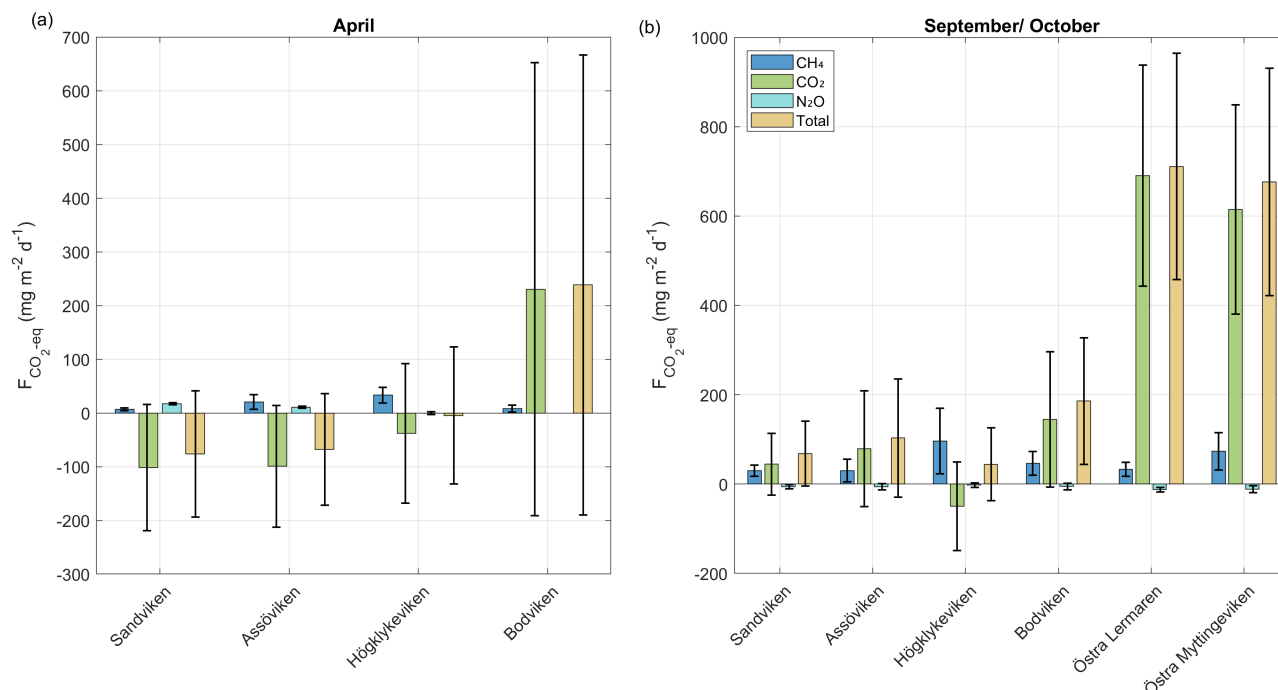 (a)
April
700
600
500
400
300
200
100
0
-100
-200
-300
F_CO₂-eq (mg m⁻² d⁻¹)
Sandviken
Assöviken
Högklykeviken
Bodviken
(b)
September/ October
CH₄
CO₂
N₂O
Total
1000
800
600
400
200
0
-200
F_CO₂-eq (mg m⁻² d⁻¹)
Sandviken
Assöviken
Högklykeviken
Bodviken
Östra Lermaren
Östra Myttingeviken